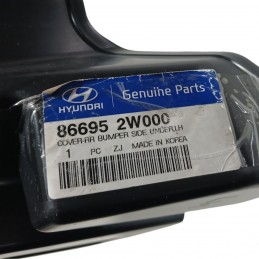 HYUNDAI
Genuine Parts
86695 2W000
COVER-RR BUMPER SIDE UNDER,LH
1 PC ZJ MADE IN KOREA